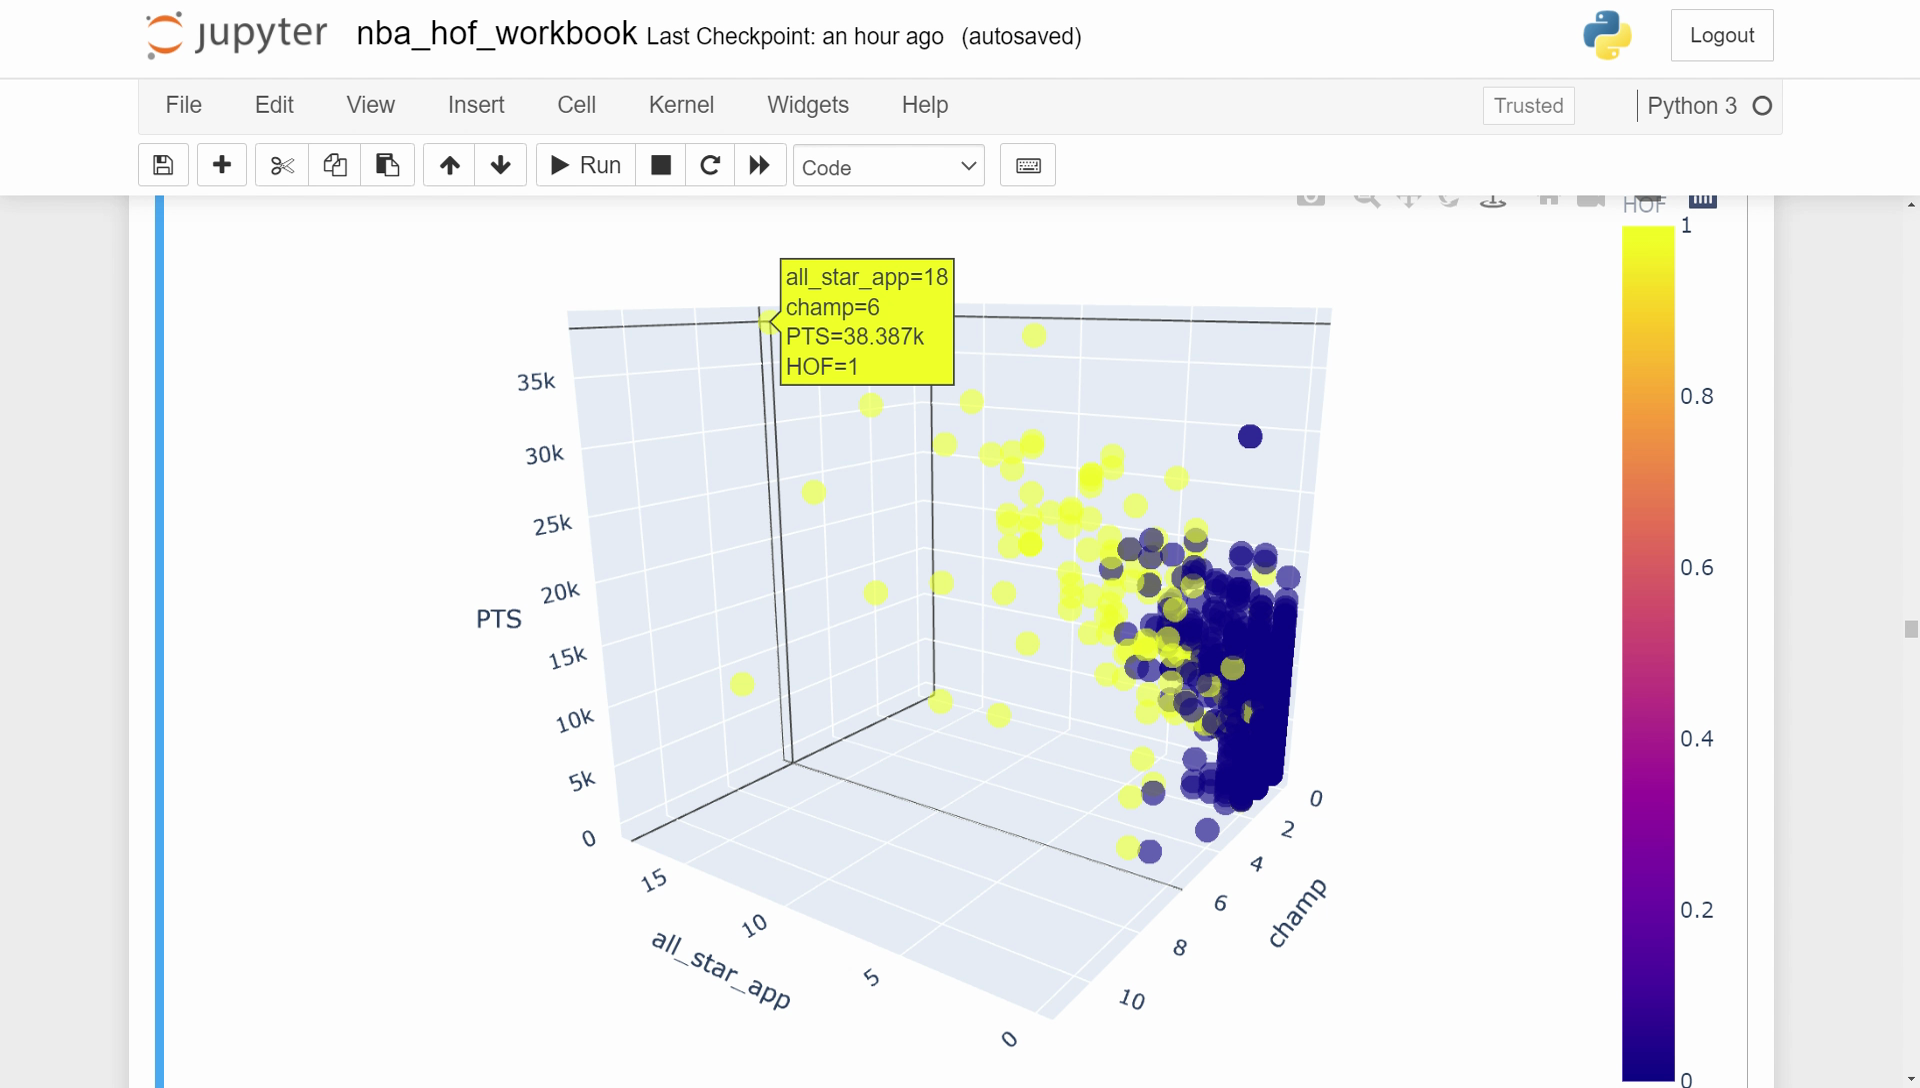 jupyter nba_hof_workbook Last Checkpoint: an hour ago (autosaved) Logout
File Edit View Insert Cell Kernel Widgets Help Trusted Python 3
Run Code
HOF
1
0.8
0.6
0.4
0.2
0
all_star_app=18
champ=6
PTS=38.387k
HOF=1
35k
30k
25k
20k
15k
10k
5k
0
PTS
15
10
5
0
all_star_app
0
2
4
6
8
10
champ